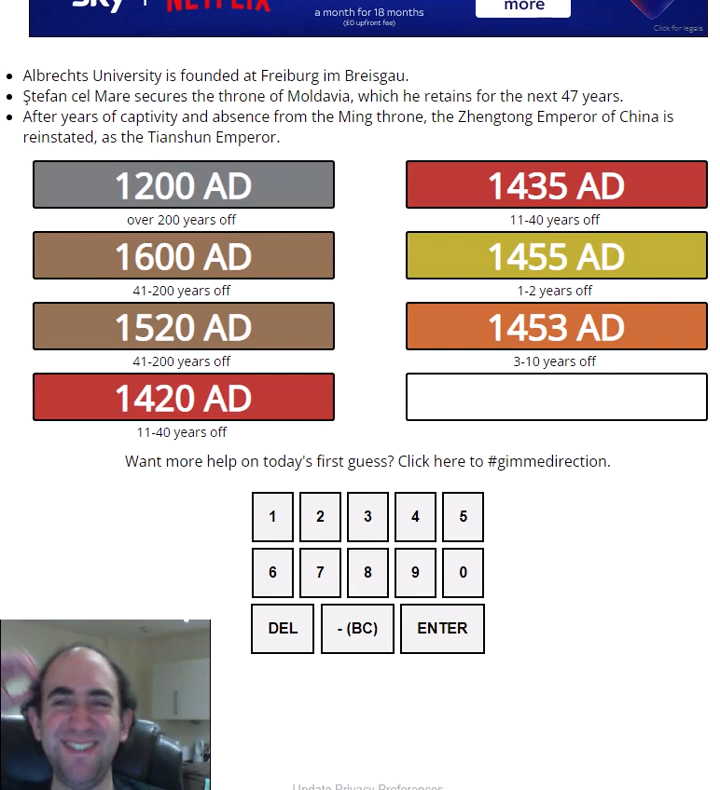 sky + NETFLIX
a month for 18 months
(£0 upfront fee)
more
Click for legals
• Albrechts University is founded at Freiburg im Breisgau.
• Ștefan cel Mare secures the throne of Moldavia, which he retains for the next 47 years.
• After years of captivity and absence from the Ming throne, the Zhengtong Emperor of China is
reinstated, as the Tianshun Emperor.
1200 AD
over 200 years off
1435 AD
11-40 years off
1600 AD
41-200 years off
1455 AD
1-2 years off
1520 AD
41-200 years off
1453 AD
3-10 years off
1420 AD
11-40 years off
Want more help on today's first guess? Click here to #gimmedirection.
1 2 3 4 5
6 7 8 9 0
DEL - (BC) ENTER
Update Privacy Preferences